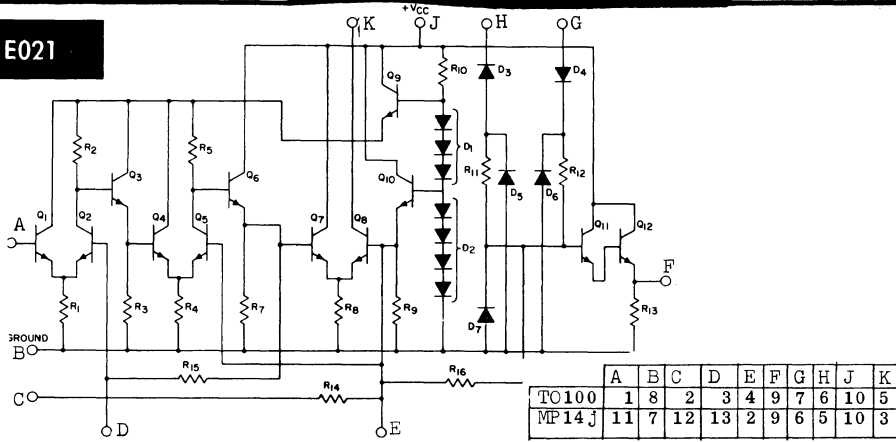 E021
+VCC
K
J
H
G
Q9
R10
D3
D4
R2
Q3
R5
Q6
D1
Q10
R11
D5
D6
R12
A
Q1
Q2
Q4
Q5
Q7
Q8
D2
Q11
Q12
F
R1
R3
R4
R7
R8
R9
D7
R13
GROUND
B
R15
R16
C
R14
D
E
A B C D E F G H J K
TO100 1 8 2 3 4 9 7 6 10 5
MP14j 11 7 12 13 2 9 6 5 10 3